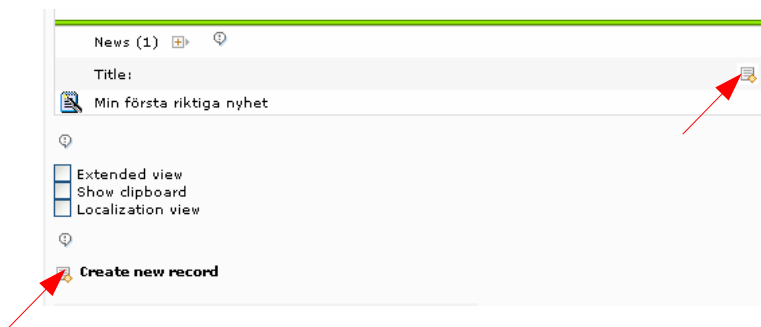 News (1)
Title:
Min första riktiga nyhet
Extended view
Show clipboard
Localization view
Create new record